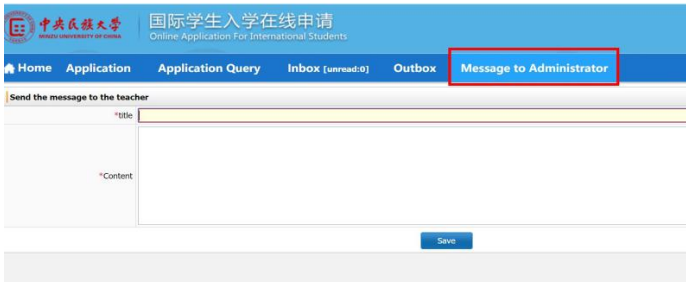 中央民族大学
MINZU UNIVERSITY OF CHINA
国际学生入学在线申请
Online Application For International Students
Home Application Application Query Inbox [unread:0] Outbox Message to Administrator
Send the message to the teacher
*title
*Content
Save